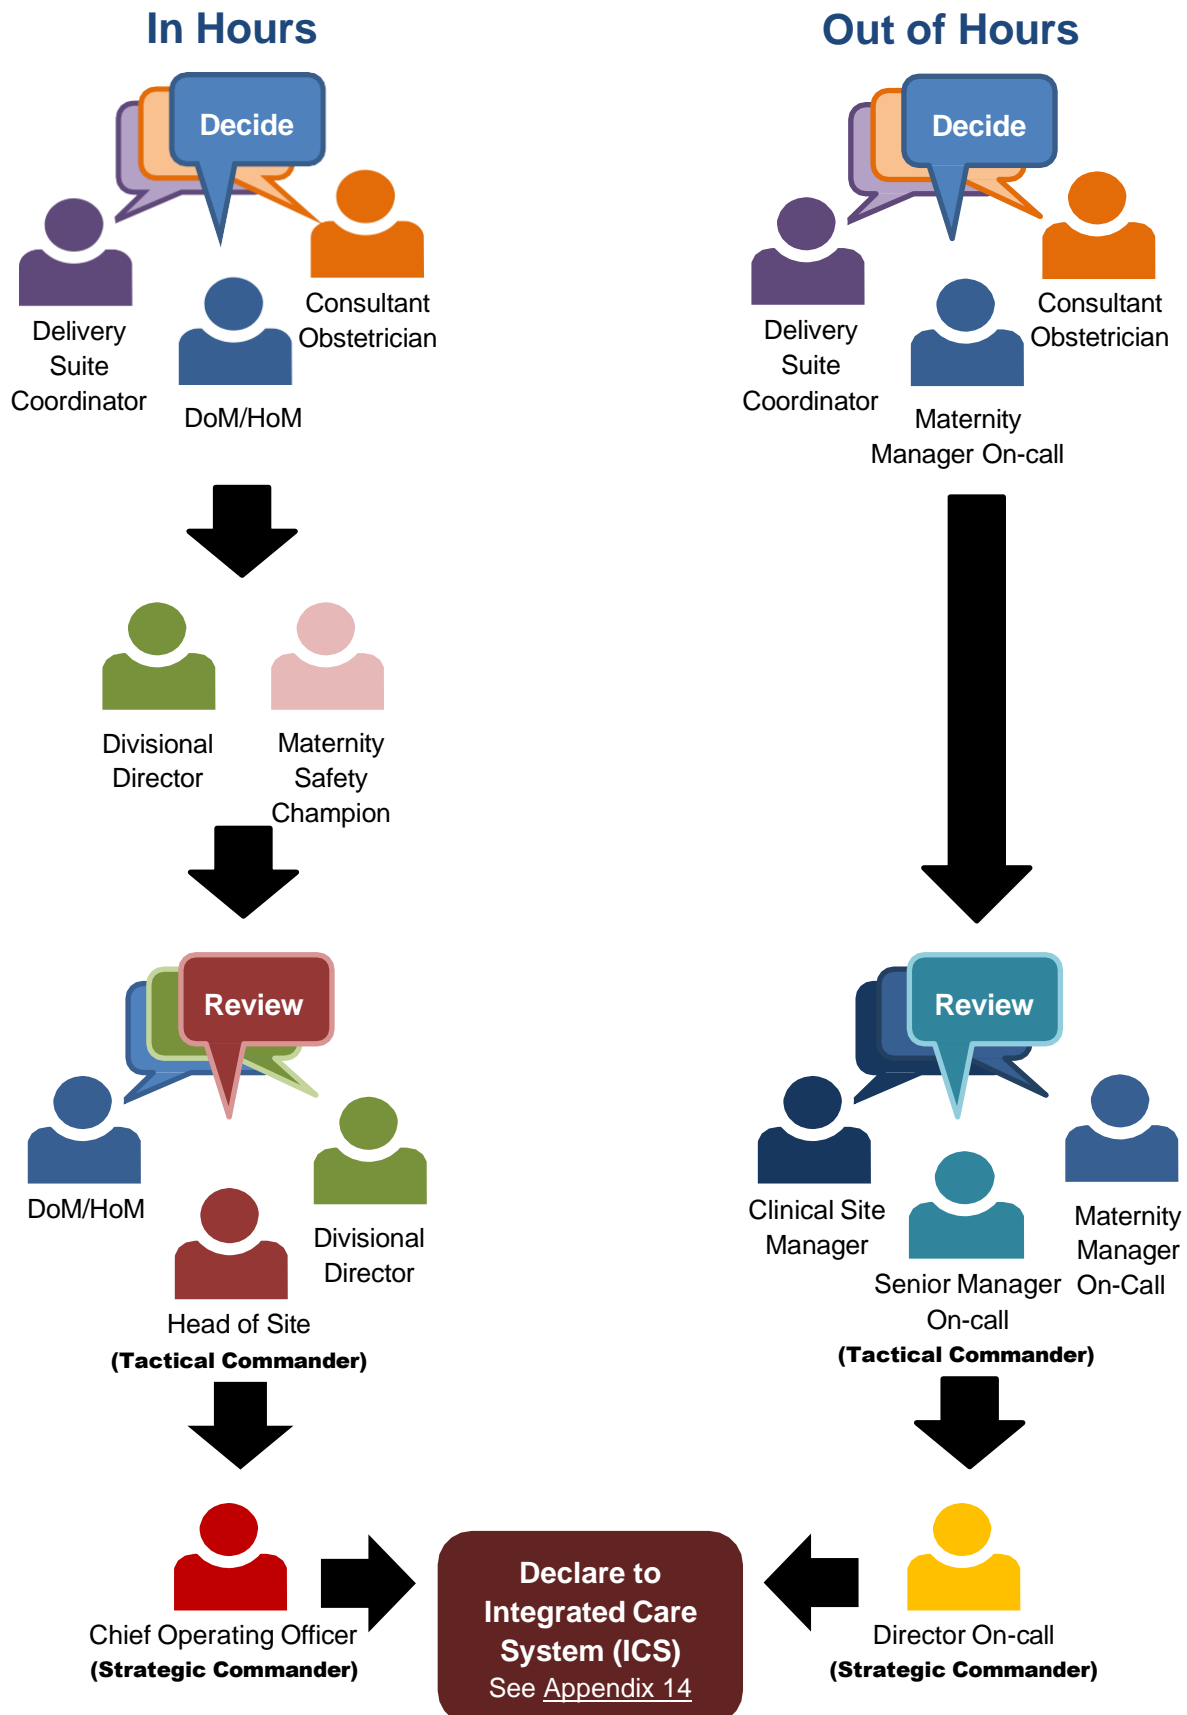 In Hours
Out of Hours
Decide
Decide
Delivery
Suite
Coordinator
DoM/HoM
Consultant
Obstetrician
Delivery
Suite
Coordinator
Maternity
Manager On-call
Consultant
Obstetrician
Divisional
Director
Maternity
Safety
Champion
Review
Review
DoM/HoM
Head of Site
(Tactical Commander)
Divisional
Director
Clinical Site
Manager
Senior Manager
On-call
(Tactical Commander)
Maternity
Manager
On-Call
Chief Operating Officer
(Strategic Commander)
Declare to
Integrated Care
System (ICS)
See Appendix 14
Director On-call
(Strategic Commander)